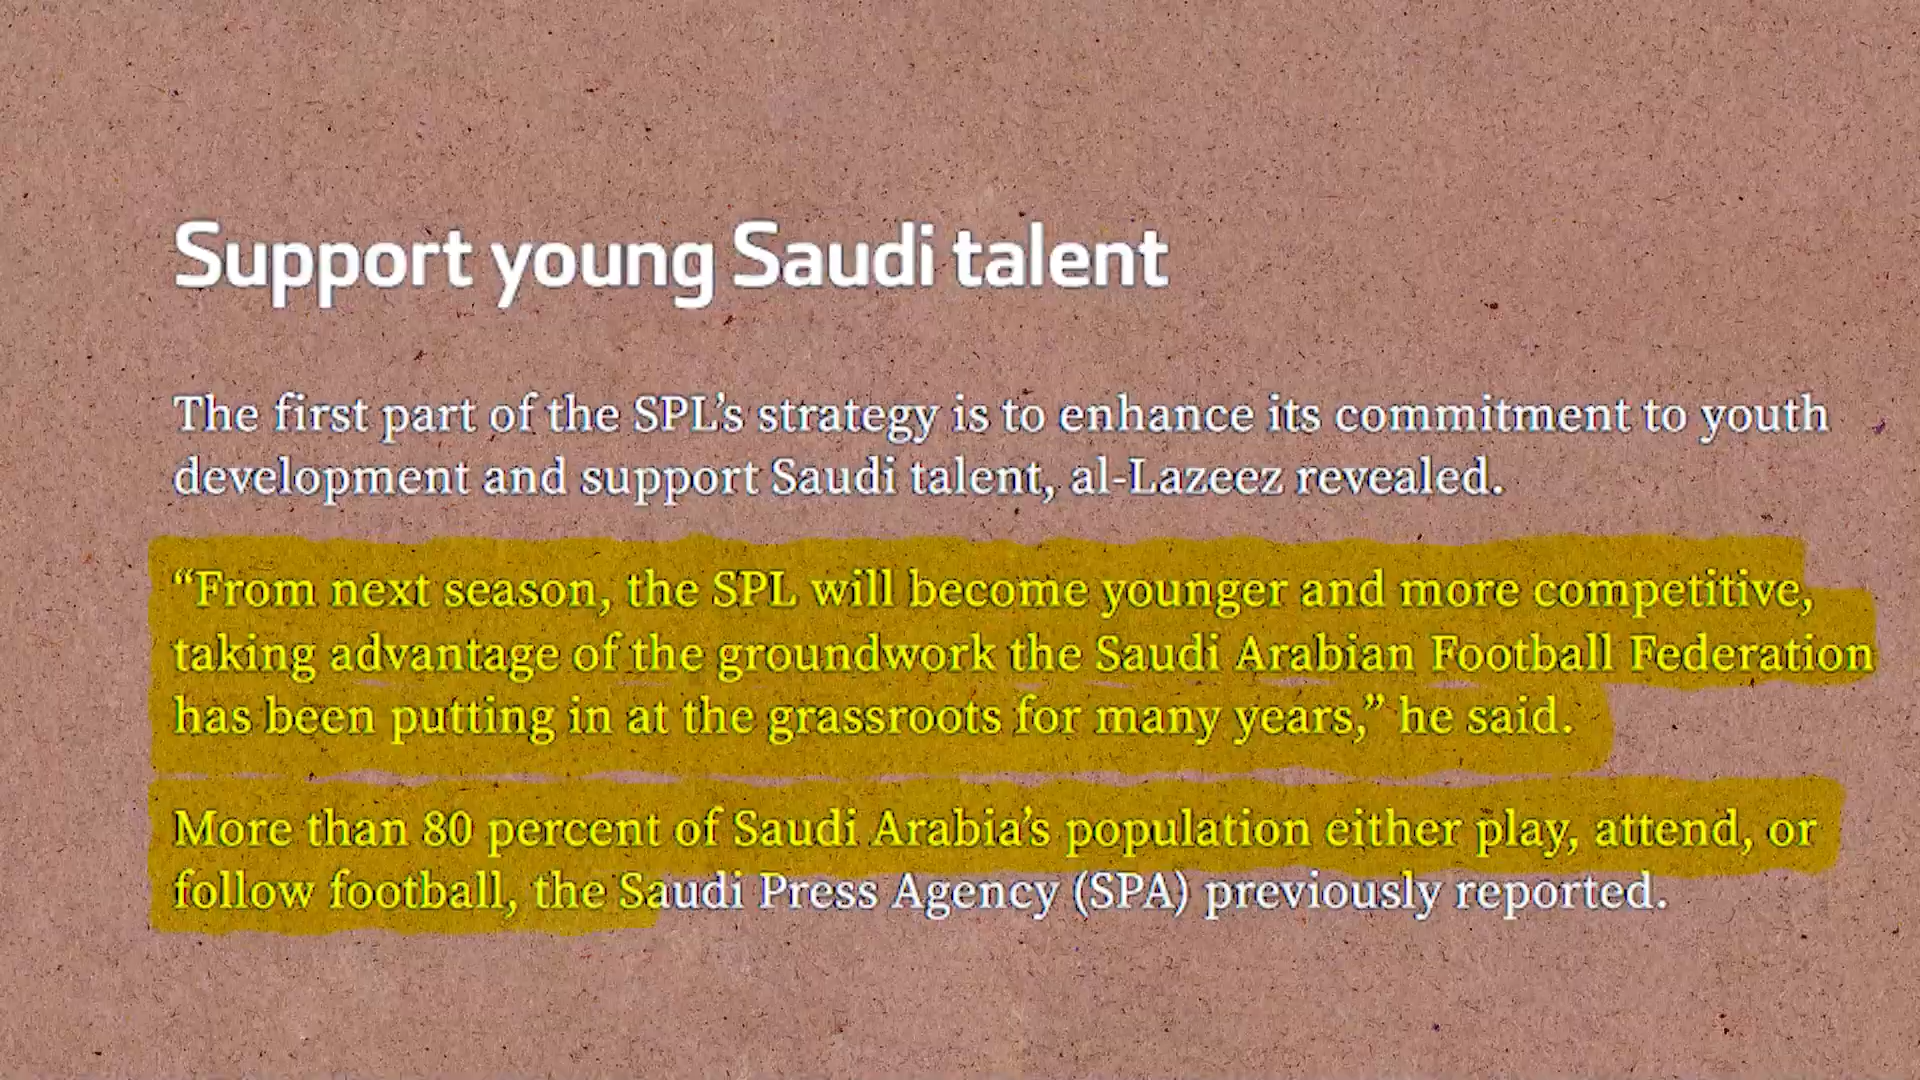 Support young Saudi talent
The first part of the SPL’s strategy is to enhance its commitment to youth
development and support Saudi talent, al-Lazeez revealed.
“From next season, the SPL will become younger and more competitive,
taking advantage of the groundwork the Saudi Arabian Football Federation
has been putting in at the grassroots for many years,” he said.
More than 80 percent of Saudi Arabia’s population either play, attend, or
follow football, the Saudi Press Agency (SPA) previously reported.